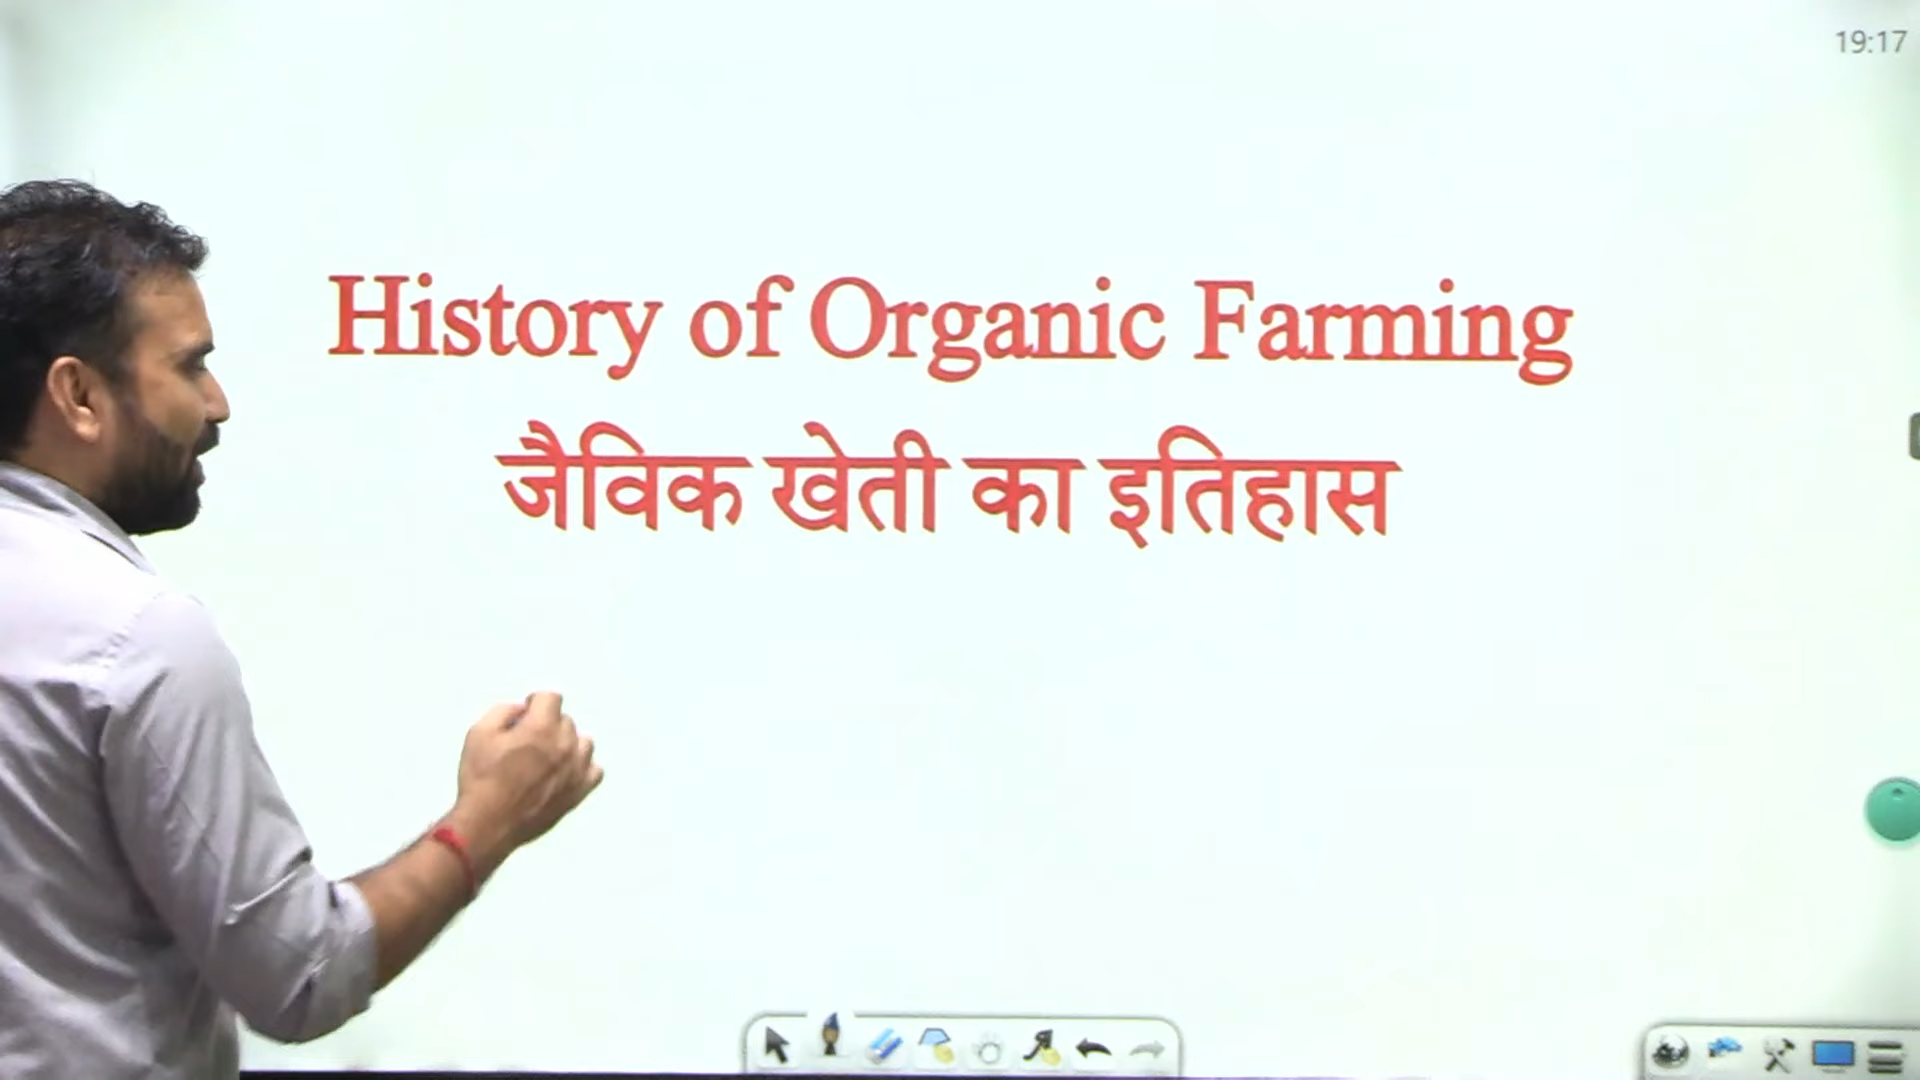 19:17
History of Organic Farming
जैविक खेती का इतिहास